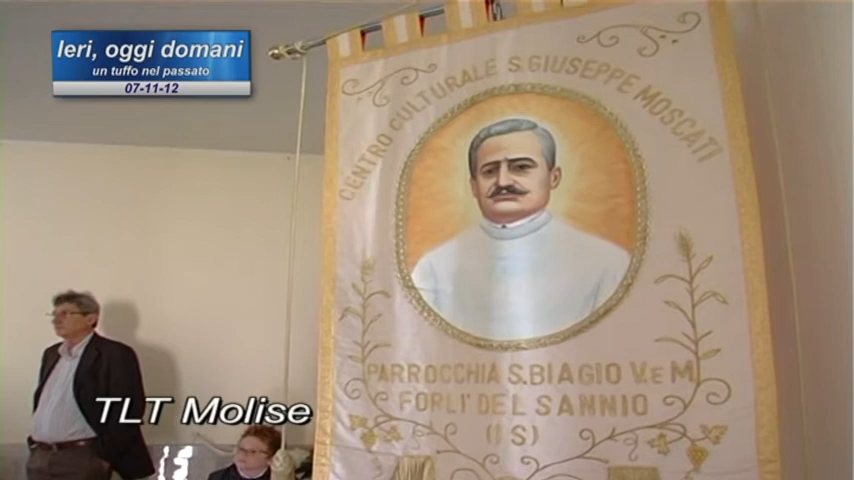 Ieri, oggi domani
un tuffo nel passato
07-11-12
CENTRO CULTURALE S.GIUSEPPE MOSCATI
PARROCCHIA S.BIAGIO V.E M.
FORLI' DEL SANNIO
(IS)
TLT Molise